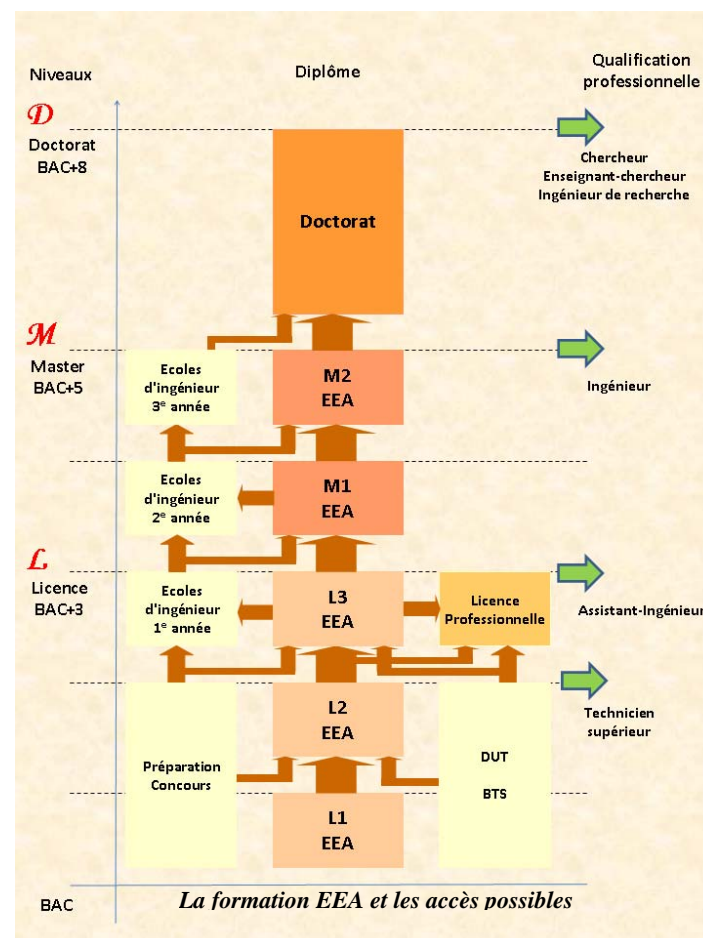 Niveaux
Diplôme
Qualification
professionnelle
D
Doctorat
BAC+8
Chercheur
Enseignant-chercheur
Ingénieur de recherche
Doctorat
M
Master
BAC+5
Ecoles
d'ingénieur
3e année
M2
EEA
Ingénieur
Ecoles
d'ingénieur
2e année
M1
EEA
L
Licence
BAC+3
Ecoles
d'ingénieur
1e année
L3
EEA
Licence
Professionnelle
Assistant-Ingénieur
L2
EEA
Technicien
supérieur
Préparation
Concours
DUT
BTS
L1
EEA
BAC
La formation EEA et les accès possibles